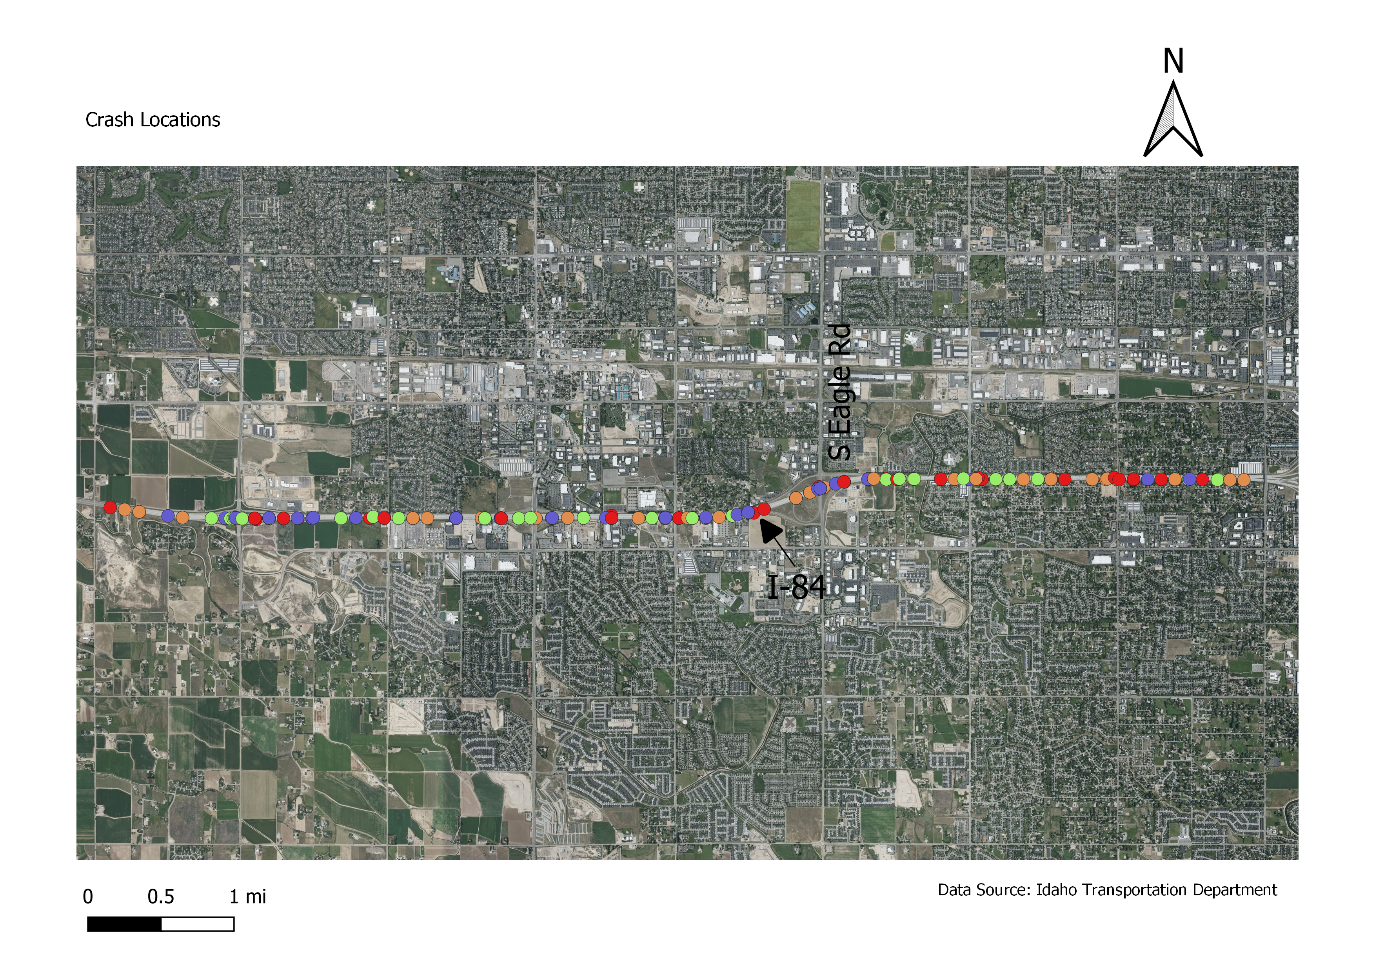 N
Crash Locations
S Eagle Rd
I-84
0 0.5 1 mi
Data Source: Idaho Transportation Department